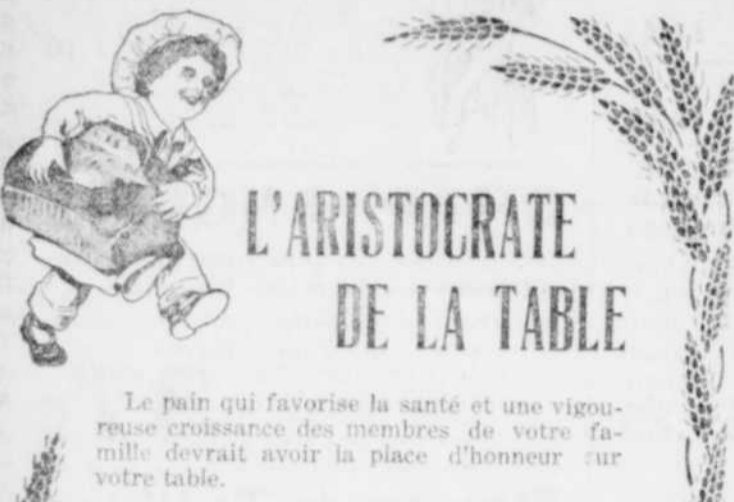 L'ARISTOCRATE
DE LA TABLE
Le pain qui favorise la santé et une vigou-
reuse croissance des membres de votre fa-
mille devrait avoir la place d'honneur sur
votre table.